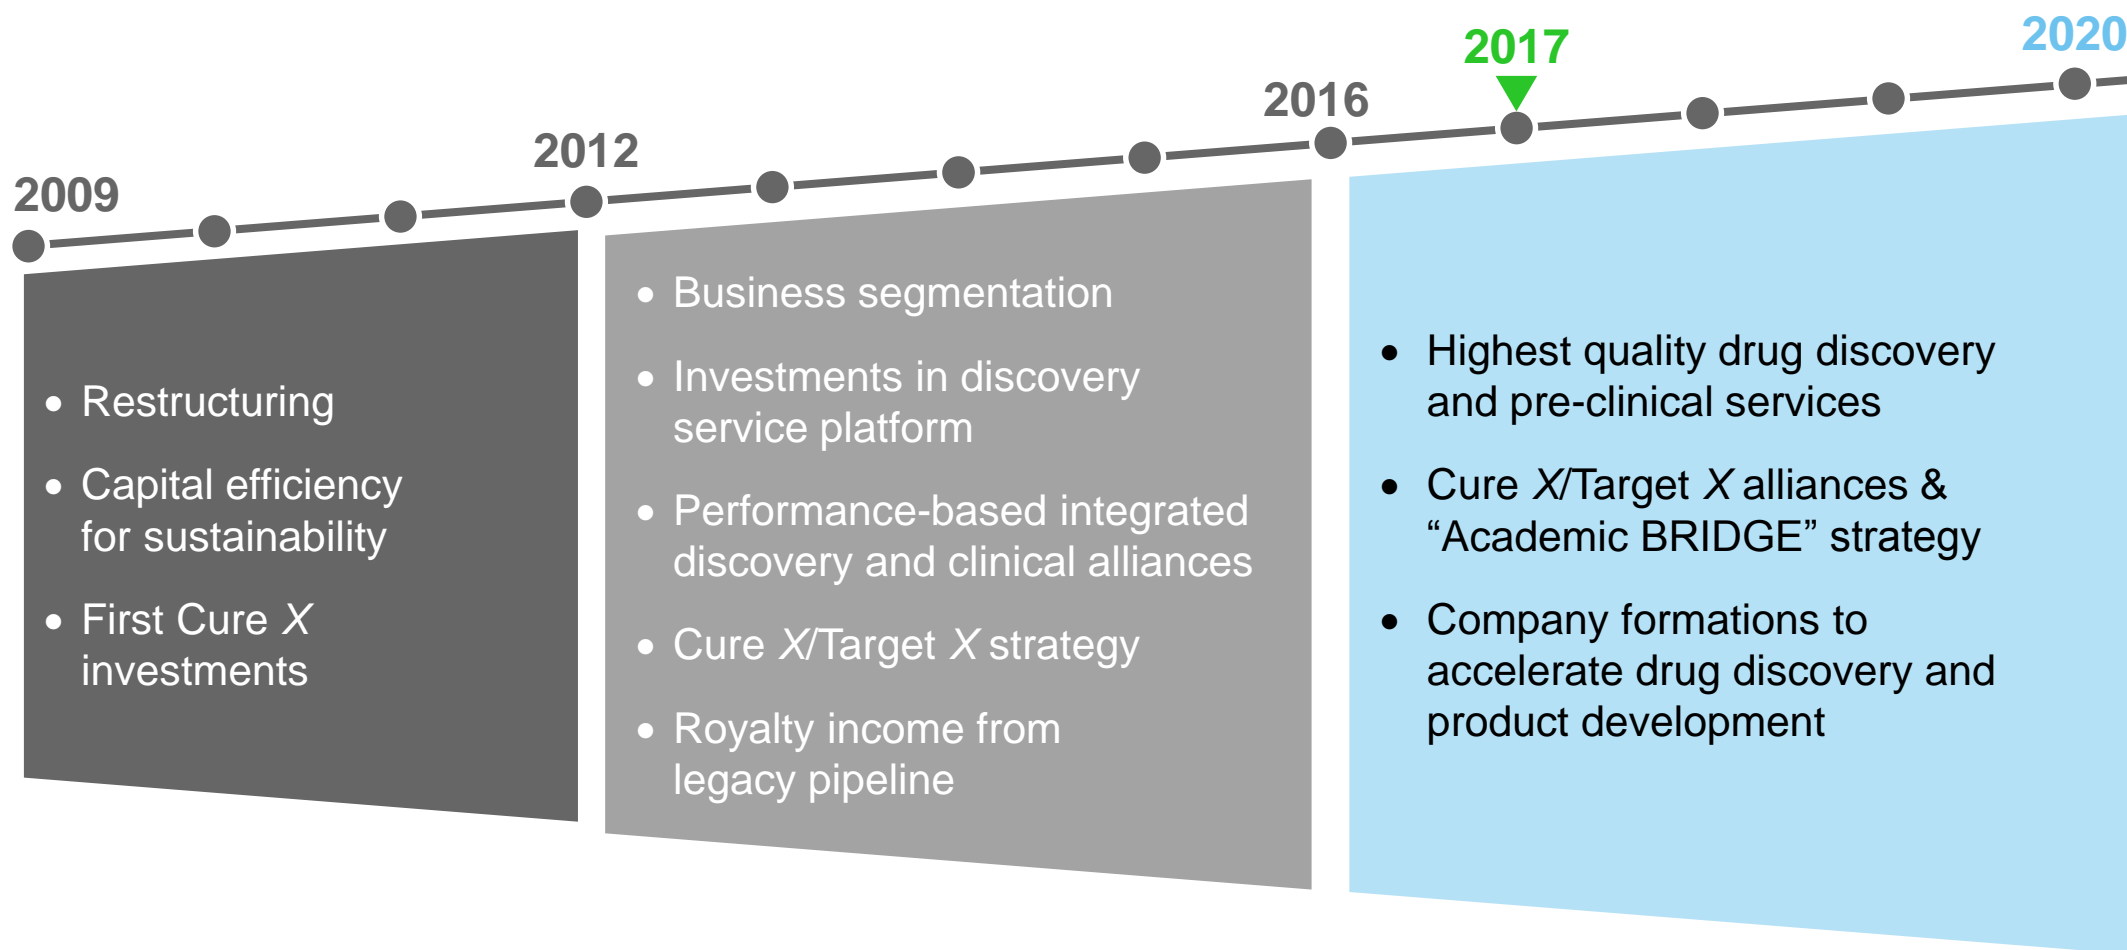 2009
2012
2016
2017
2020
• Restructuring
• Capital efficiency
for sustainability
• First Cure X
investments
• Business segmentation
• Investments in discovery
service platform
• Performance-based integrated
discovery and clinical alliances
• Cure X/Target X strategy
• Royalty income from
legacy pipeline
• Highest quality drug discovery
and pre-clinical services
• Cure X/Target X alliances &
“Academic BRIDGE” strategy
• Company formations to
accelerate drug discovery and
product development